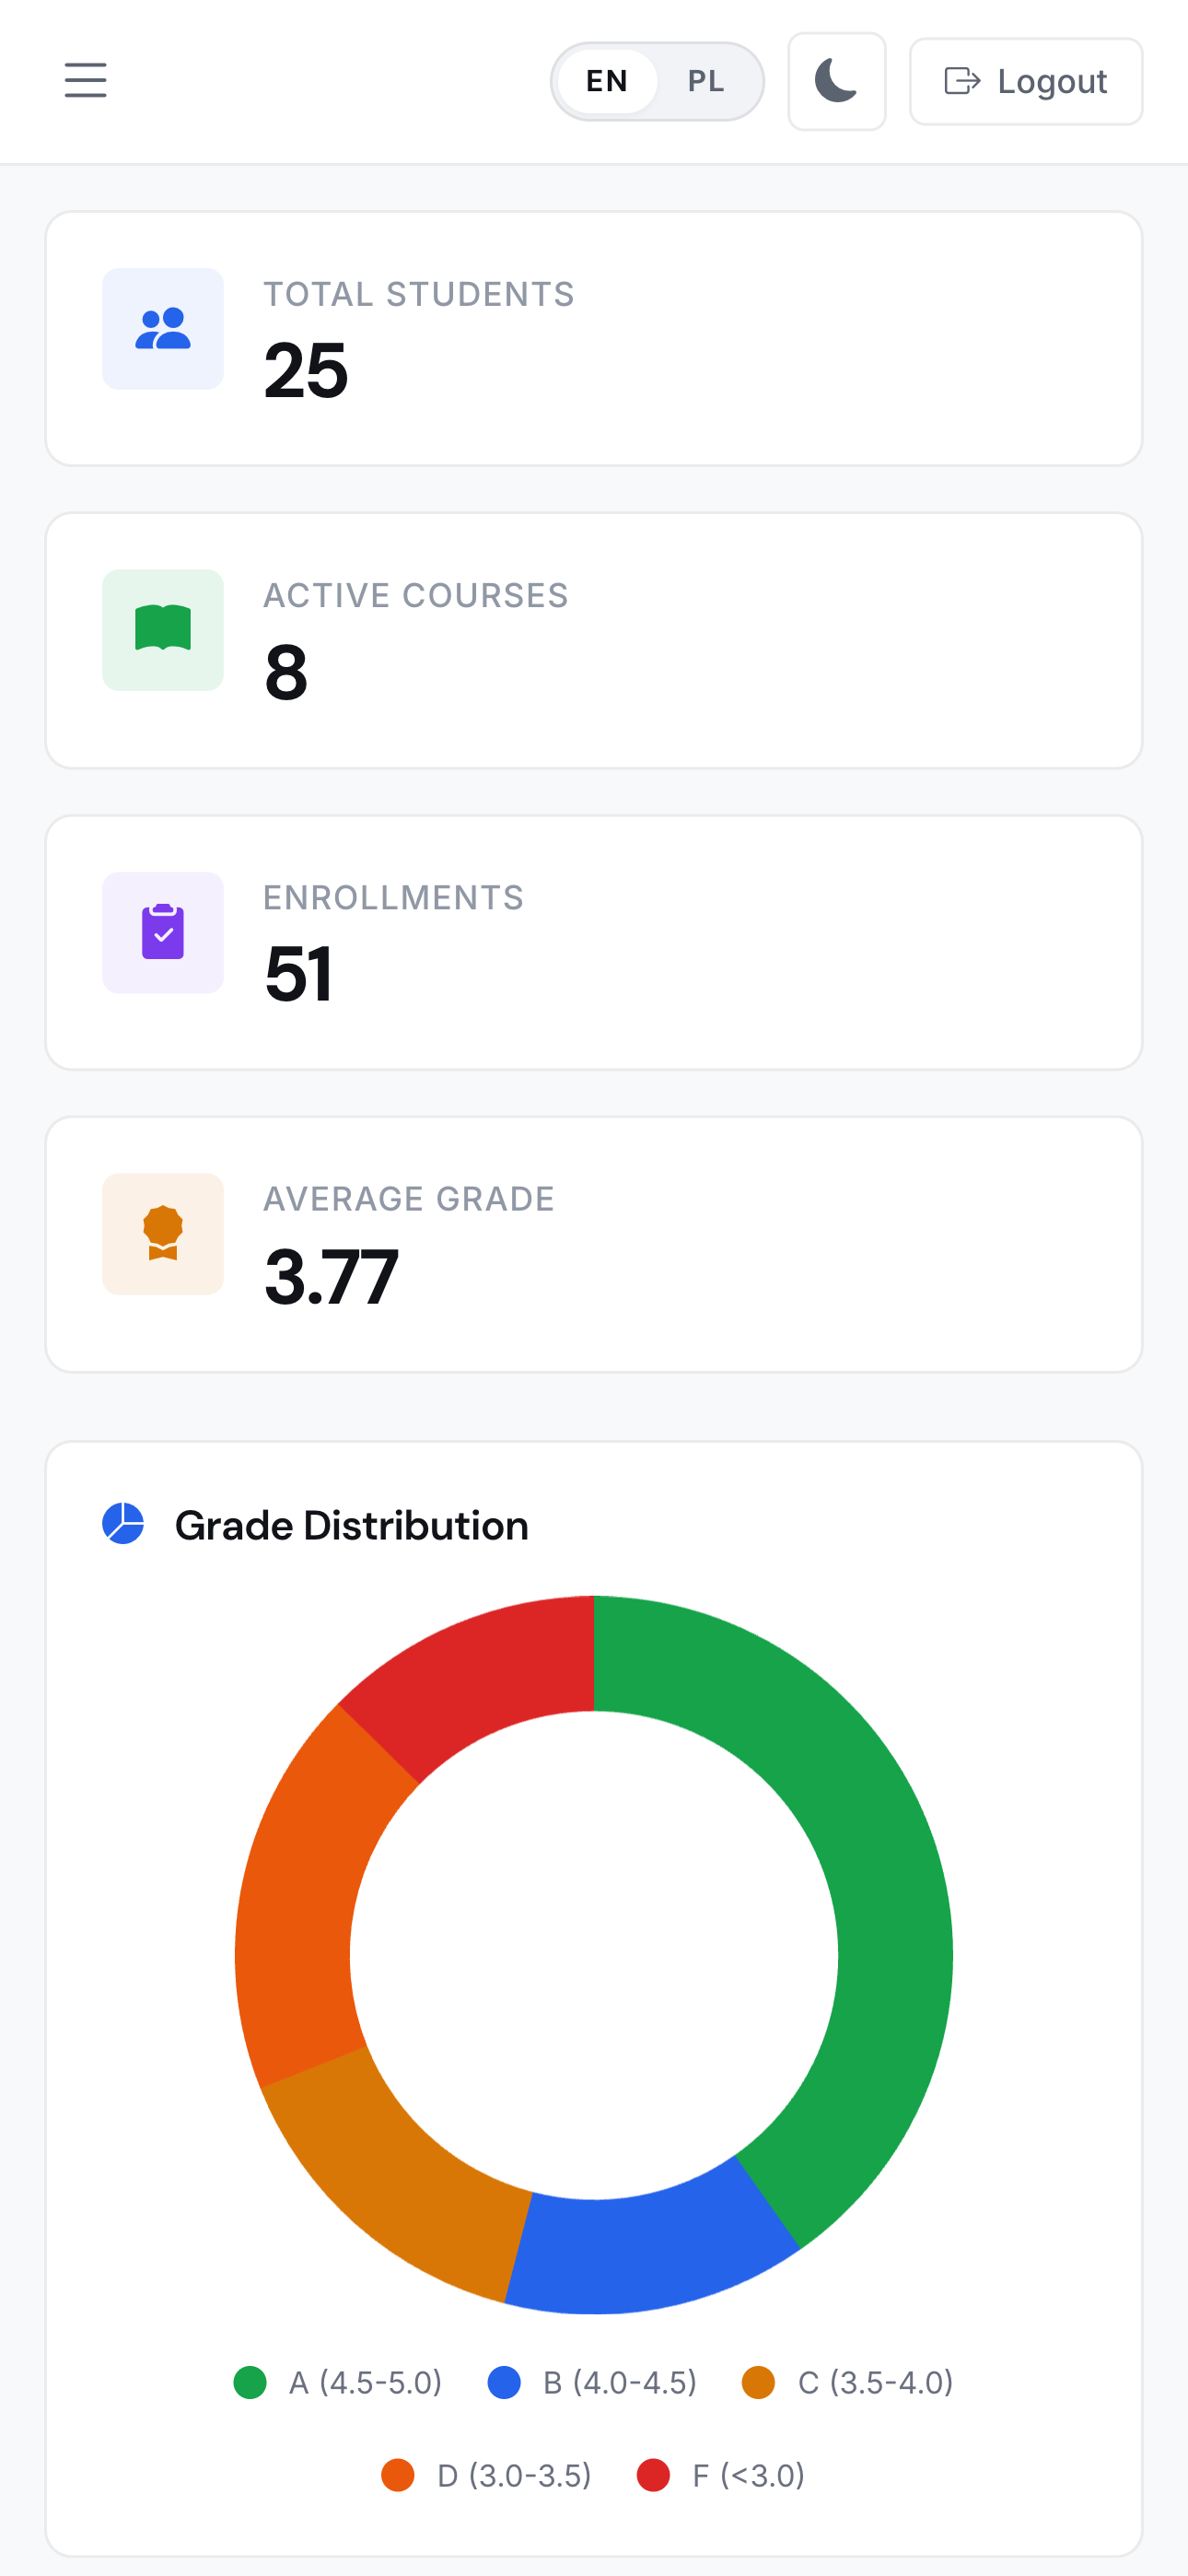 EN PL Logout
TOTAL STUDENTS
25
ACTIVE COURSES
8
ENROLLMENTS
51
AVERAGE GRADE
3.77
Grade Distribution
A (4.5-5.0) B (4.0-4.5) C (3.5-4.0)
D (3.0-3.5) F (<3.0)